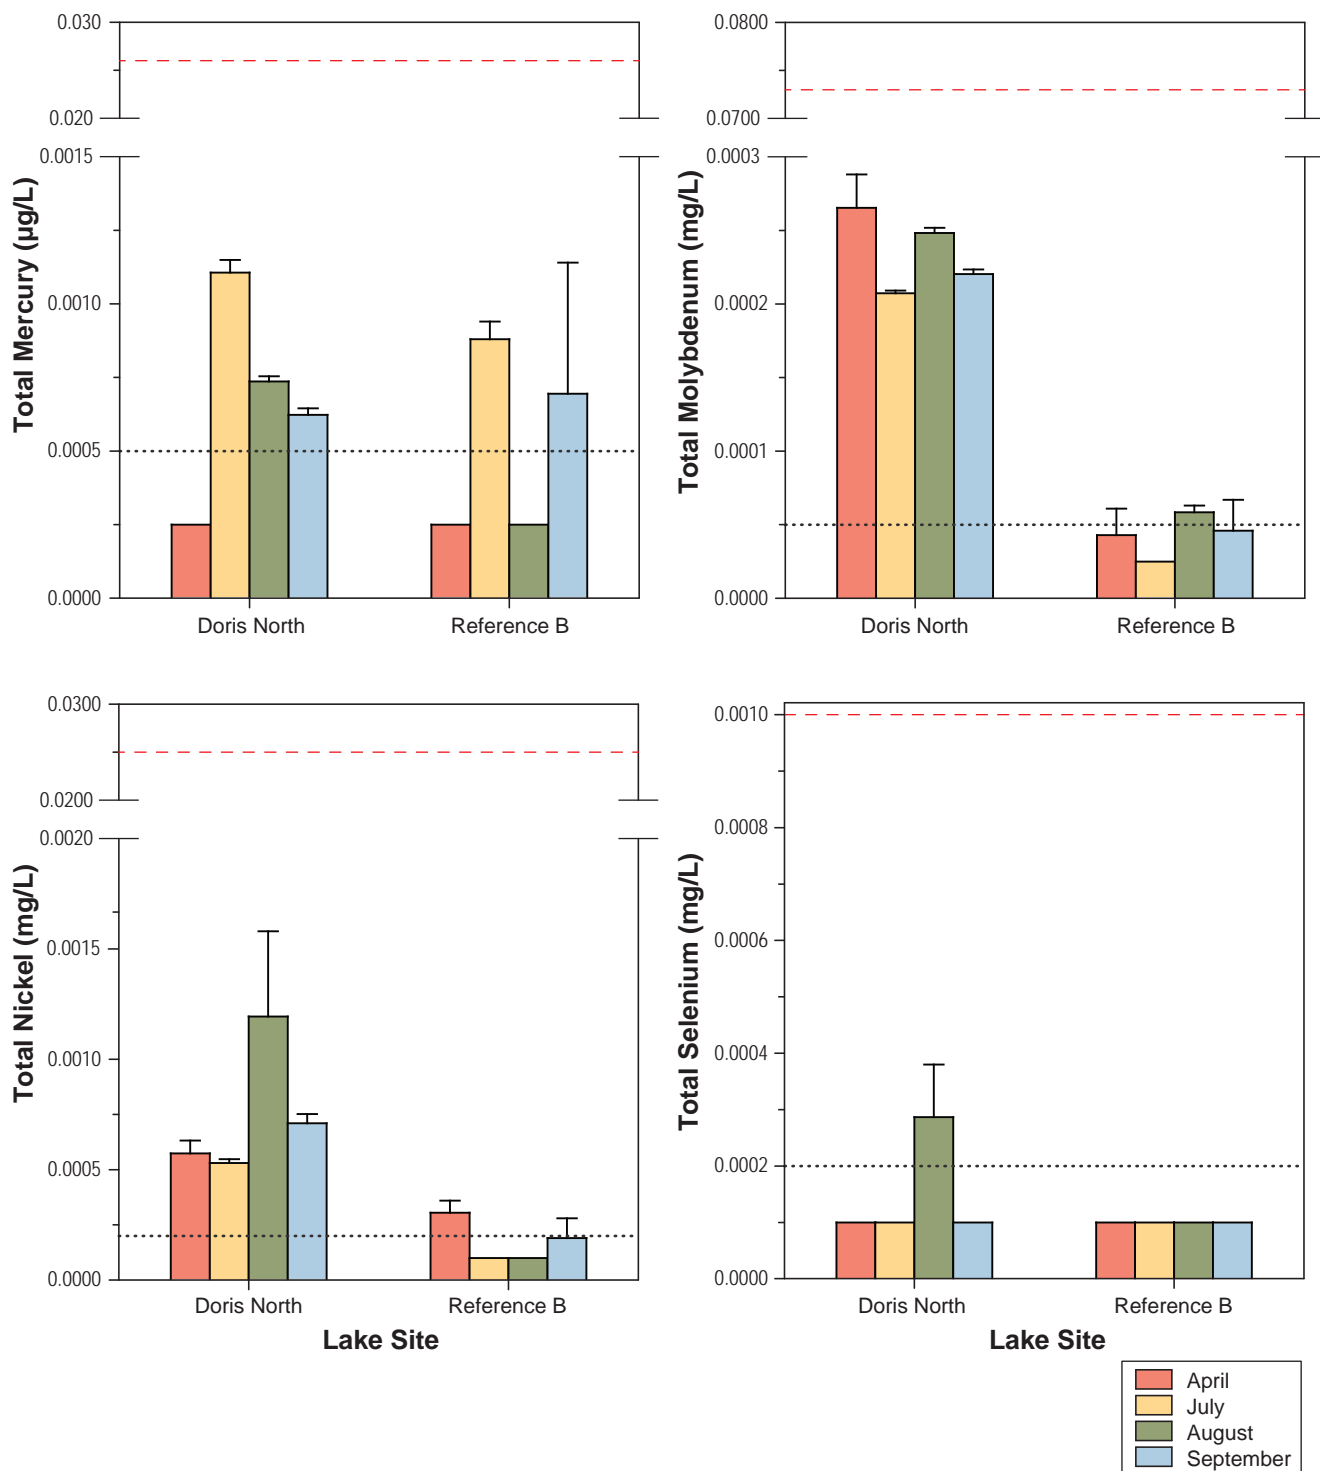 0.030
0.020
0.0015
0.0010
0.0005
0.0000
Total Mercury (µg/L)
Doris North
Reference B
0.0800
0.0700
0.0003
0.0002
0.0001
0.0000
Total Molybdenum (mg/L)
Doris North
Reference B
0.0300
0.0200
0.0020
0.0015
0.0010
0.0005
0.0000
Total Nickel (mg/L)
Doris North
Reference B
Lake Site
0.0010
0.0008
0.0006
0.0004
0.0002
0.0000
Total Selenium (mg/L)
Doris North
Reference B
Lake Site
April
July
August
September